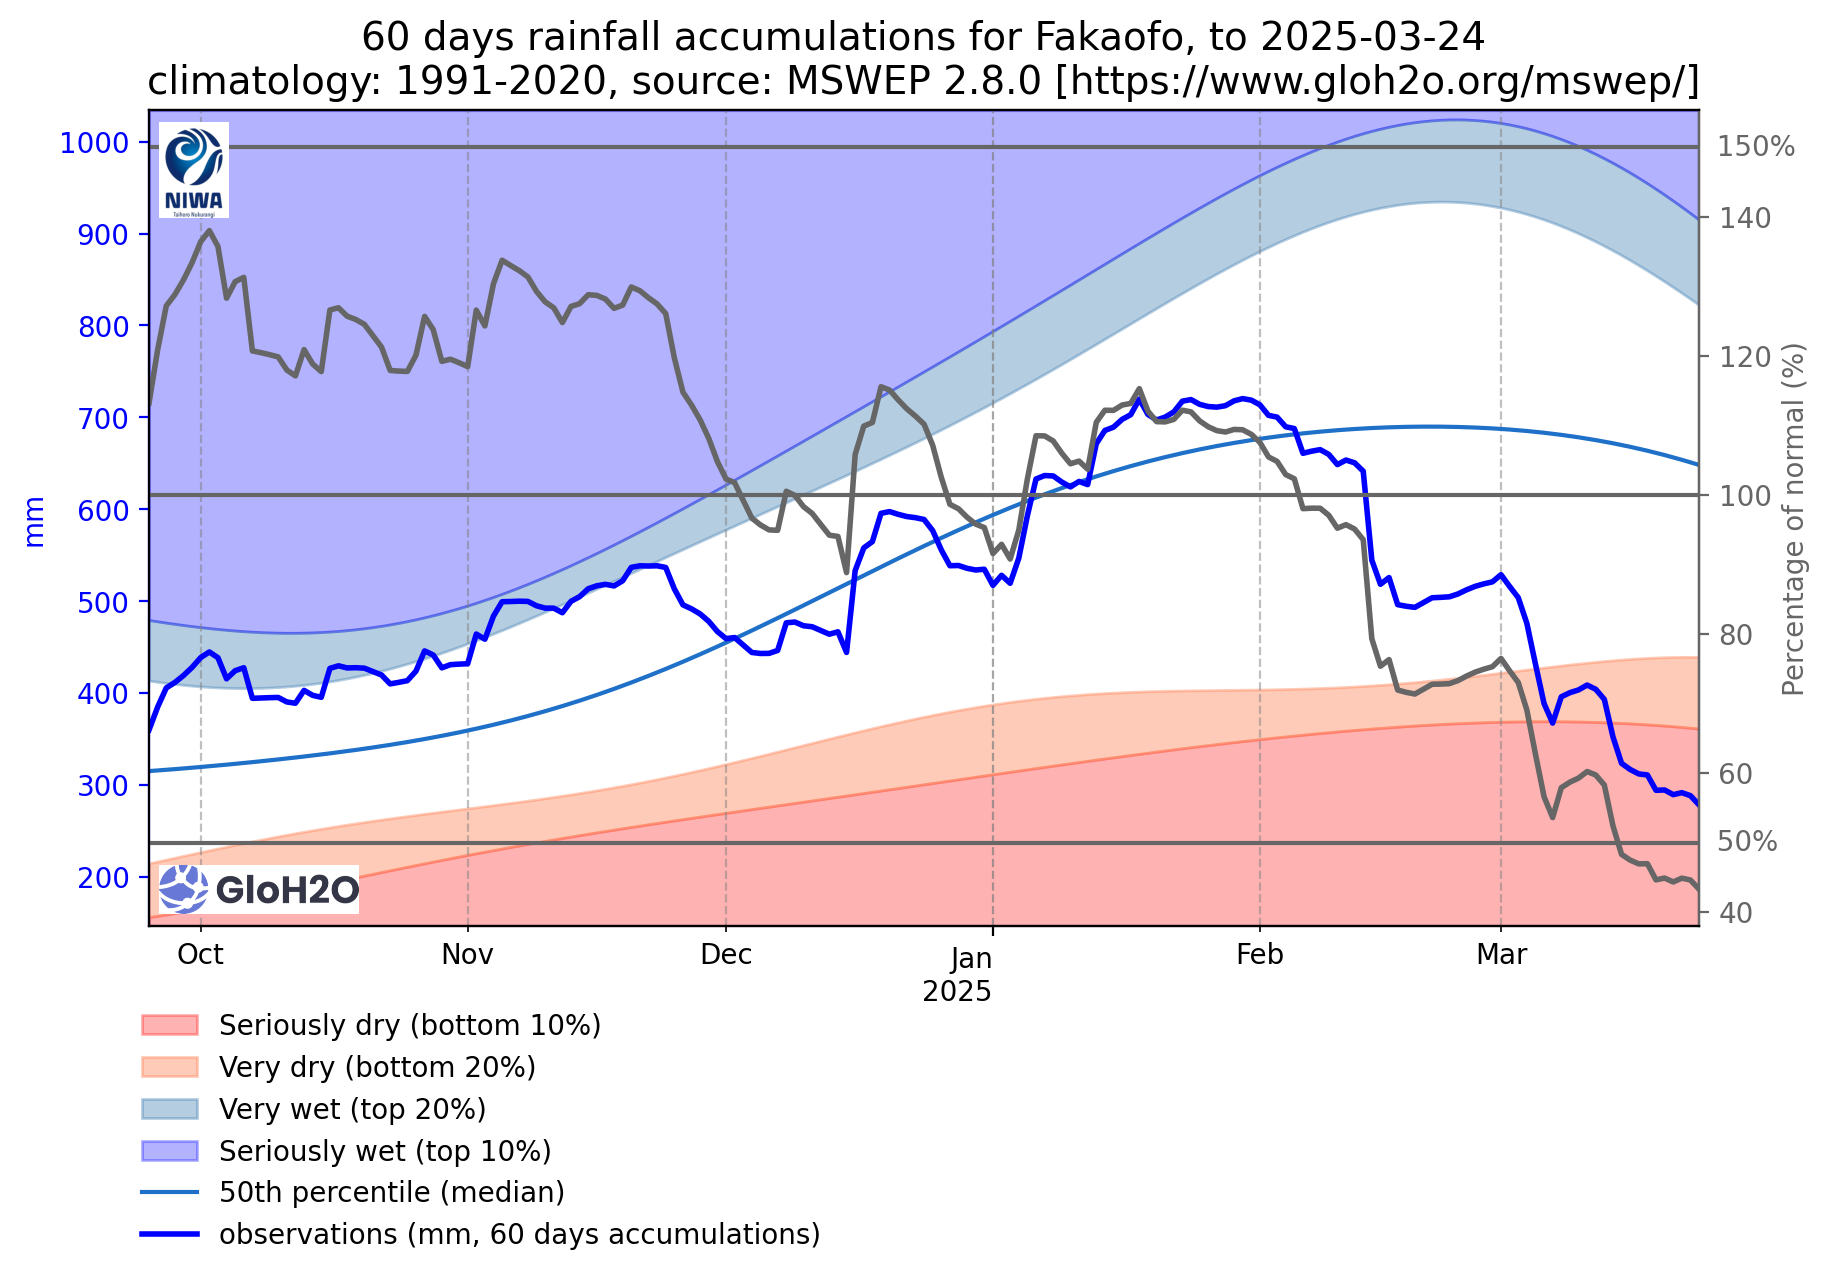 60 days rainfall accumulations for Fakaofo, to 2025-03-24
climatology: 1991-2020, source: MSWEP 2.8.0 [https://www.gloh2o.org/mswep/]
1000
900
800
700
600
500
400
300
200
mm
NIWA
Taihoro Nukurangi
GloH2O
150%
140
120
100
80
60
50%
40
Percentage of normal (%)
Oct
Nov
Dec
Jan
2025
Feb
Mar
Seriously dry (bottom 10%)
Very dry (bottom 20%)
Very wet (top 20%)
Seriously wet (top 10%)
50th percentile (median)
observations (mm, 60 days accumulations)